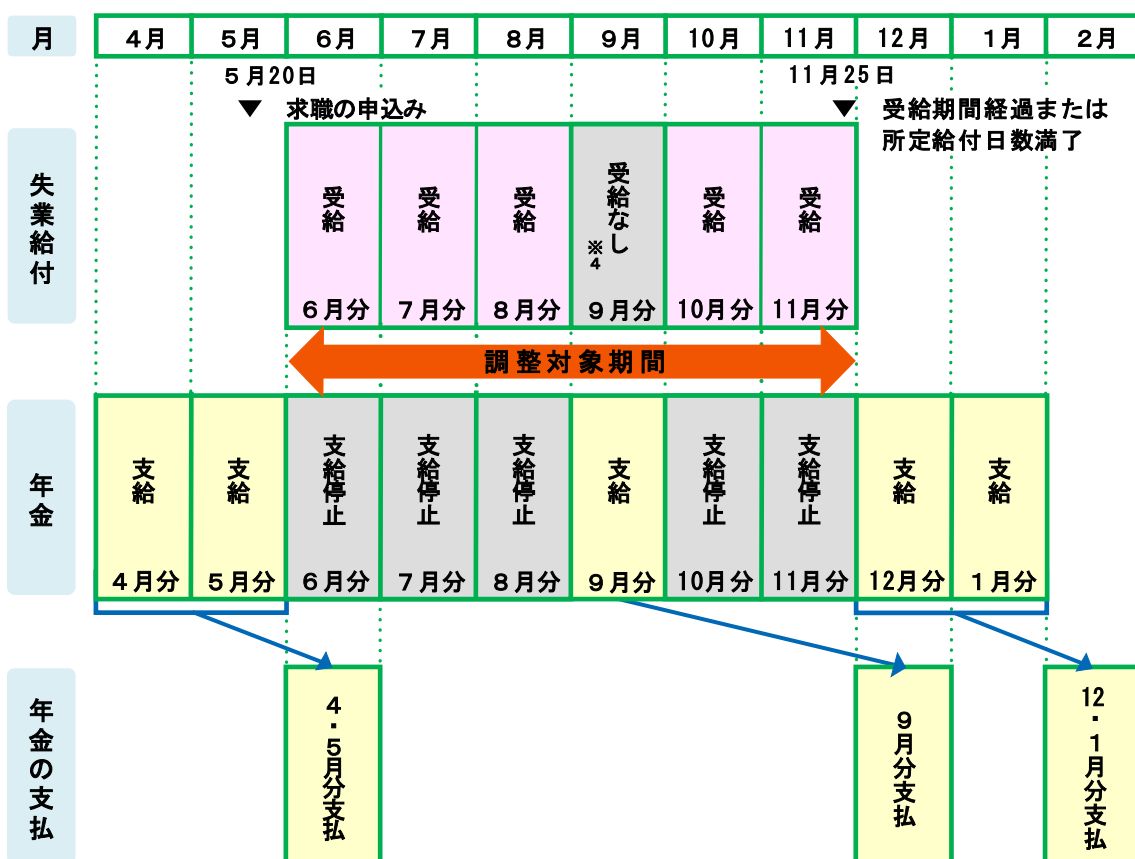 月
4月
5月
6月
7月
8月
9月
10月
11月
12月
1月
2月
5月20日
求職の申込み
11月25日
受給期間経過または
所定給付日数満了
失業給付
受給
6月分
受給
7月分
受給
8月分
受給なし
※4
9月分
受給
10月分
受給
11月分
調整対象期間
年金
支給
4月分
支給
5月分
支給停止
6月分
支給停止
7月分
支給停止
8月分
支給
9月分
支給停止
10月分
支給停止
11月分
支給
12月分
支給
1月分
年金の支払
4・5月分支払
9月分支払
12・1月分支払